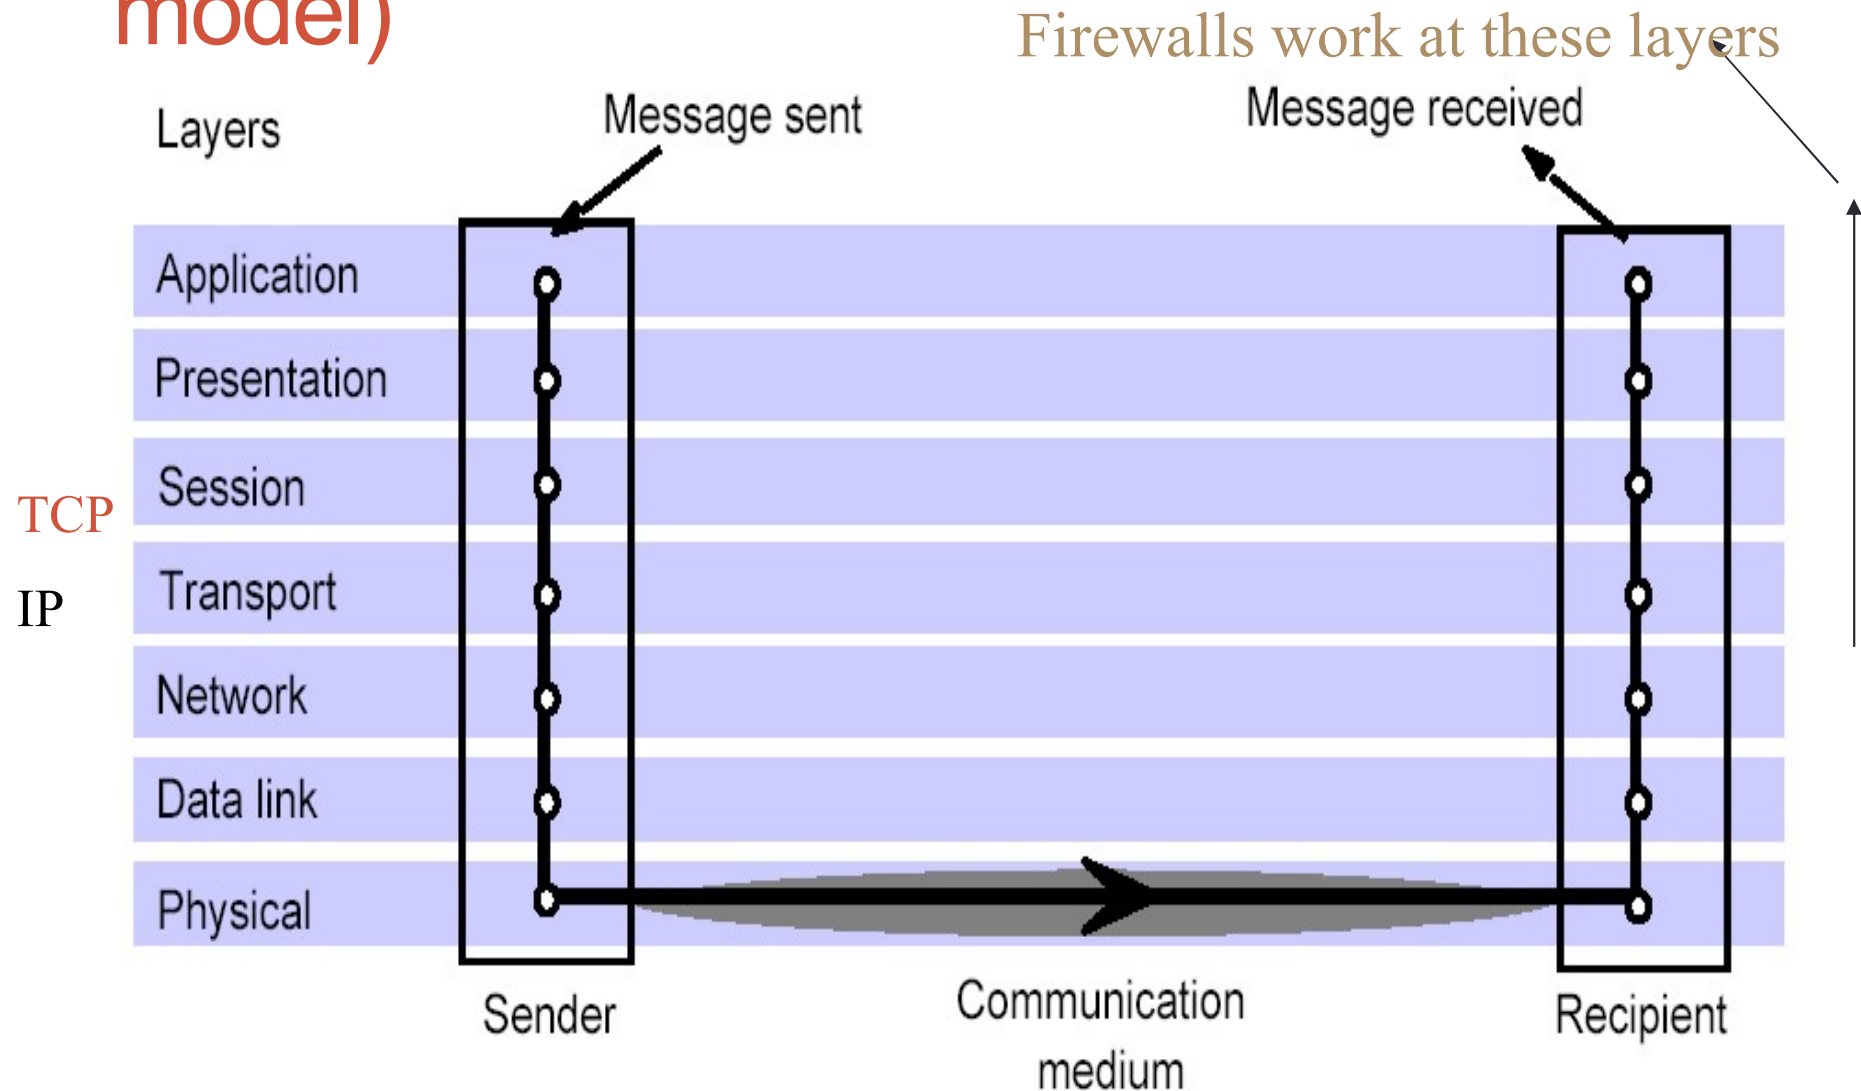 model)
Firewalls work at these layers
Layers
Message sent
Message received
Application
Presentation
Session
TCP
Transport
IP
Network
Data link
Physical
Sender
Communication
medium
Recipient